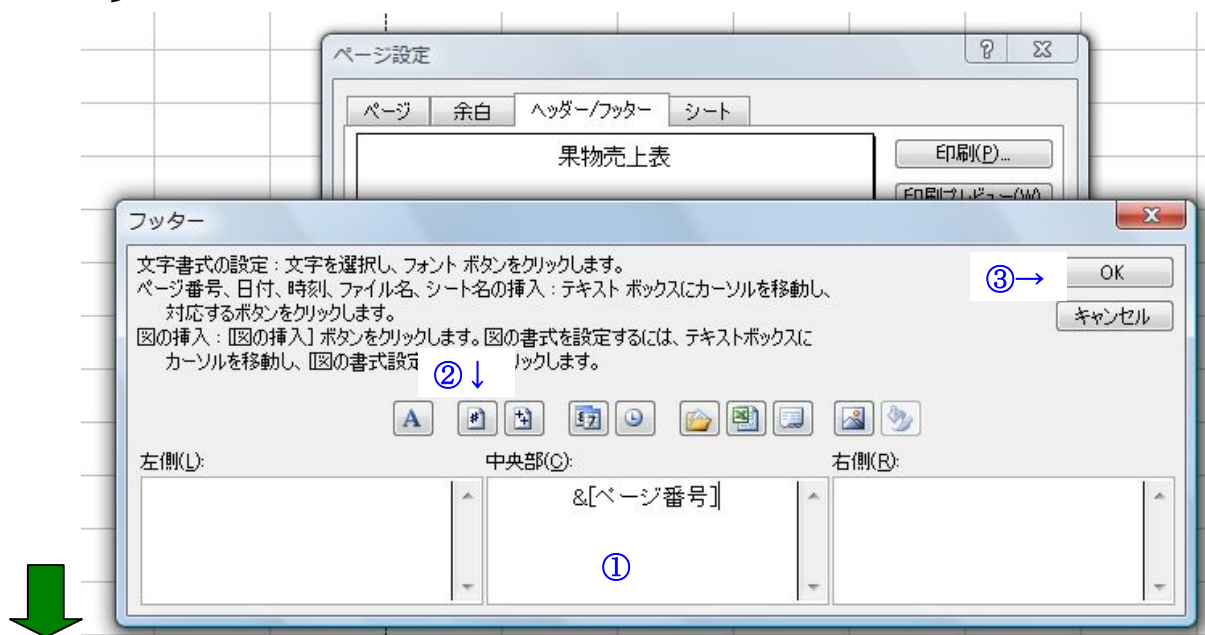 ページ設定
ページ 余白 ヘッダー/フッター シート
果物売上表
印刷(P)...
印刷プレビュー(W)
フッター
文字書式の設定：文字を選択し、フォント ボタンをクリックします。
ページ番号、日付、時刻、ファイル名、シート名の挿入：テキスト ボックスにカーソルを移動し、
対応するボタンをクリックします。
図の挿入：[図の挿入] ボタンをクリックします。図の書式を設定するには、テキストボックスに
カーソルを移動し、[図の書式設定 リックします。
③→ OK
キャンセル
②↓
A
左側(L): 中央部(C): 右側(R):
&[ページ番号]
①